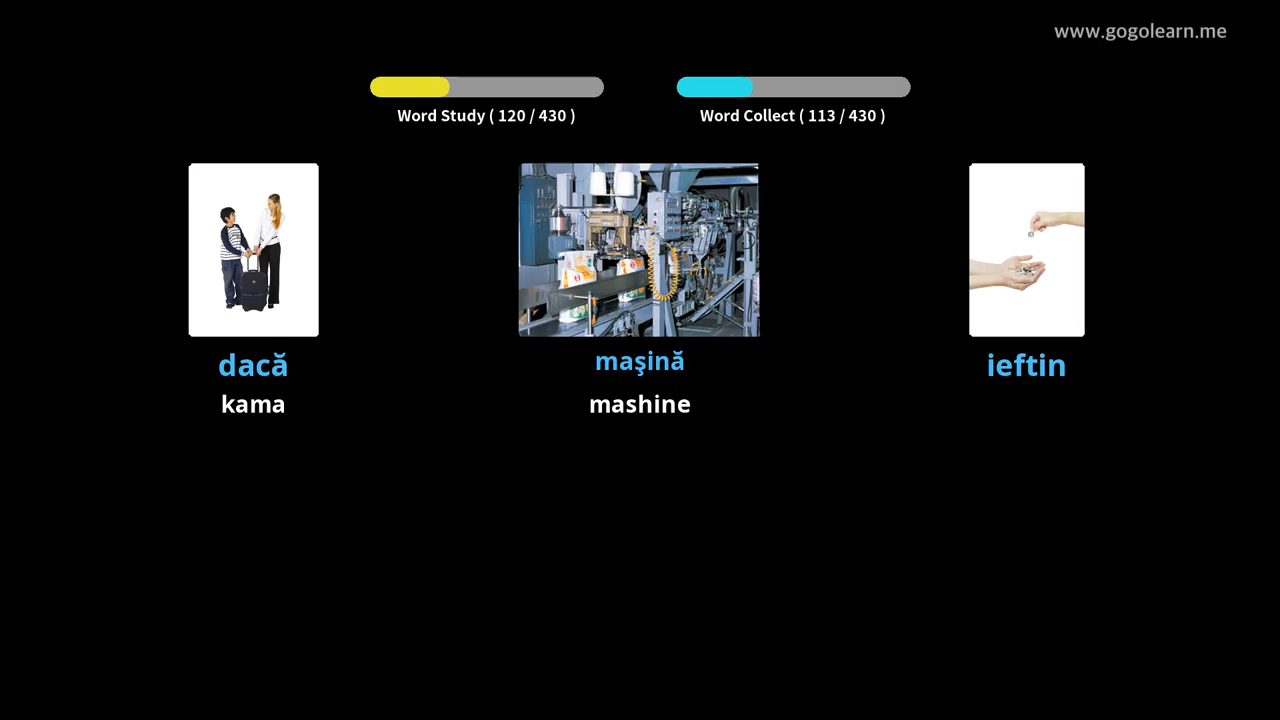 www.gogolearn.me
Word Study ( 120 / 430 )
Word Collect ( 113 / 430 )
dacă
maşină
ieftin
kama
mashine